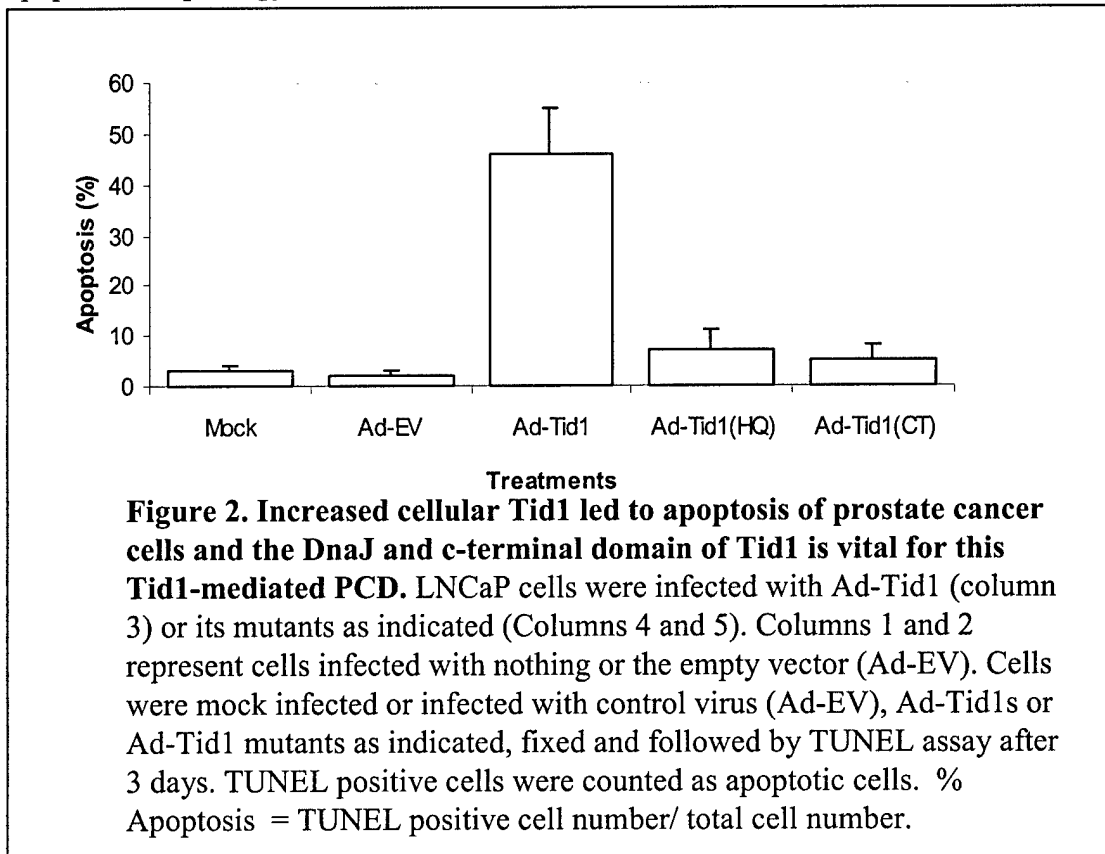 60
50
40
30
20
10
0
Apoptosis (%)
Mock Ad-EV Ad-Tid1 Ad-Tid1(HQ) Ad-Tid1(CT)
Treatments
Figure 2. Increased cellular Tid1 led to apoptosis of prostate cancer
cells and the DnaJ and c-terminal domain of Tid1 is vital for this
Tid1-mediated PCD. LNCaP cells were infected with Ad-Tid1 (column
3) or its mutants as indicated (Columns 4 and 5). Columns 1 and 2
represent cells infected with nothing or the empty vector (Ad-EV). Cells
were mock infected or infected with control virus (Ad-EV), Ad-Tid1s or
Ad-Tid1 mutants as indicated, fixed and followed by TUNEL assay after
3 days. TUNEL positive cells were counted as apoptotic cells. %
Apoptosis = TUNEL positive cell number/ total cell number.